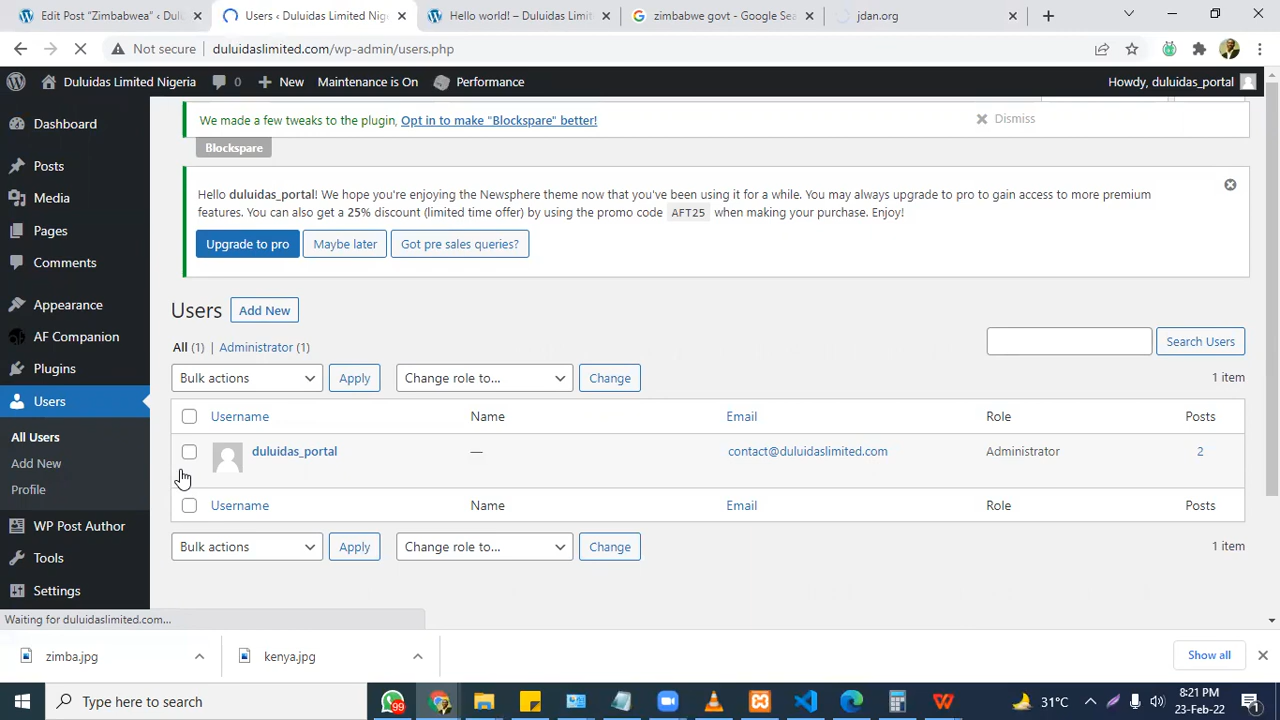 Edit Post “Zimbabwea” ‹ Dulu
Users ‹ Duluidas Limited Nig
Hello world! – Duluidas Limit
zimbabwe govt - Google Sea
jdan.org
Not secure
duluidaslimited.com/wp-admin/users.php
Duluidas Limited Nigeria
0
New
Maintenance is On
Performance
Howdy, duluidas_portal
Dashboard
Posts
Media
Pages
Comments
Appearance
AF Companion
Plugins
Users
All Users
Add New
Profile
WP Post Author
Tools
Settings
We made a few tweaks to the plugin, Opt in to make "Blockspare" better!
Dismiss
Blockspare
Hello duluidas_portal! We hope you're enjoying the Newsphere theme now that you've been using it for a while. You may always upgrade to pro to gain access to more premium
features. You can also get a 25% discount (limited time offer) by using the promo code AFT25 when making your purchase. Enjoy!
Upgrade to pro
Maybe later
Got pre sales queries?
Users
Add New
All (1) | Administrator (1)
Search Users
Bulk actions
Apply
Change role to...
Change
1 item
Username
Name
Email
Role
Posts
duluidas_portal
—
contact@duluidaslimited.com
Administrator
2
Username
Name
Email
Role
Posts
Bulk actions
Apply
Change role to...
Change
1 item
Waiting for duluidaslimited.com...
zimba.jpg
kenya.jpg
Show all
Type here to search
99
31°C
8:21 PM
23-Feb-22
1